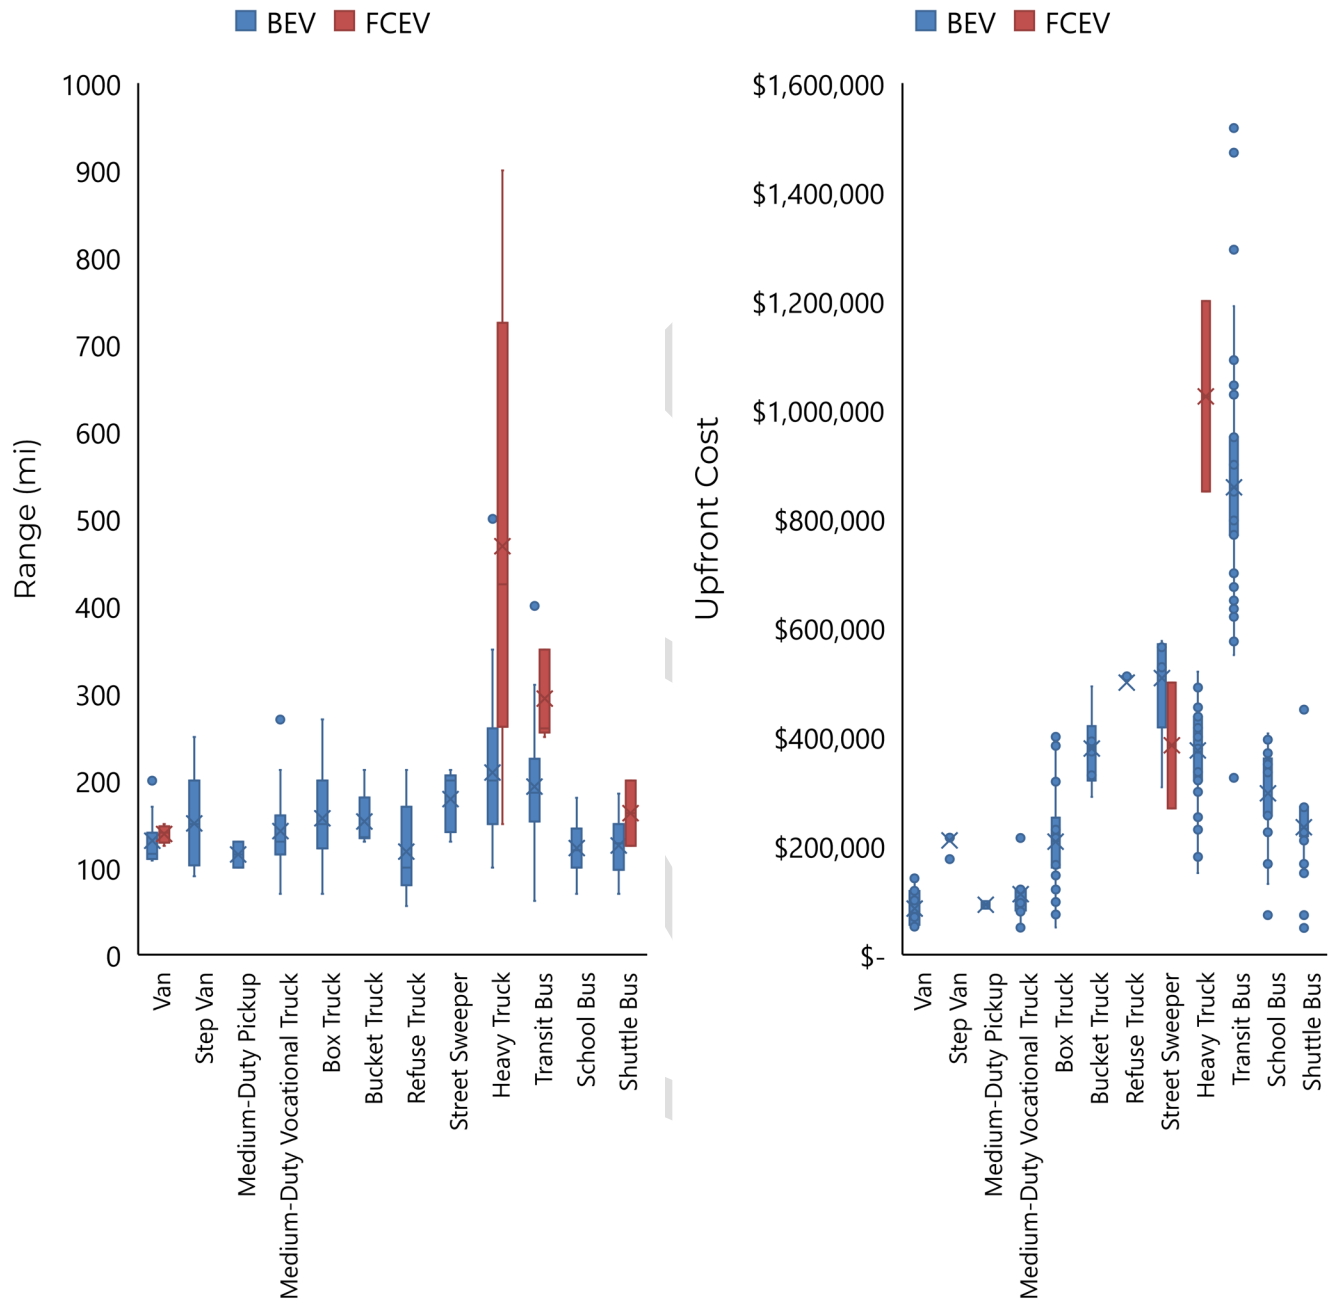 BEV FCEV
1000
900
800
700
600
500
400
300
200
100
0
Range (mi)
Van
Step Van
Medium-Duty Pickup
Medium-Duty Vocational Truck
Box Truck
Bucket Truck
Refuse Truck
Street Sweeper
Heavy Truck
Transit Bus
School Bus
Shuttle Bus
BEV FCEV
$1,600,000
$1,400,000
$1,200,000
$1,000,000
$800,000
$600,000
$400,000
$200,000
$-
Upfront Cost
Van
Step Van
Medium-Duty Pickup
Medium-Duty Vocational Truck
Box Truck
Bucket Truck
Refuse Truck
Street Sweeper
Heavy Truck
Transit Bus
School Bus
Shuttle Bus